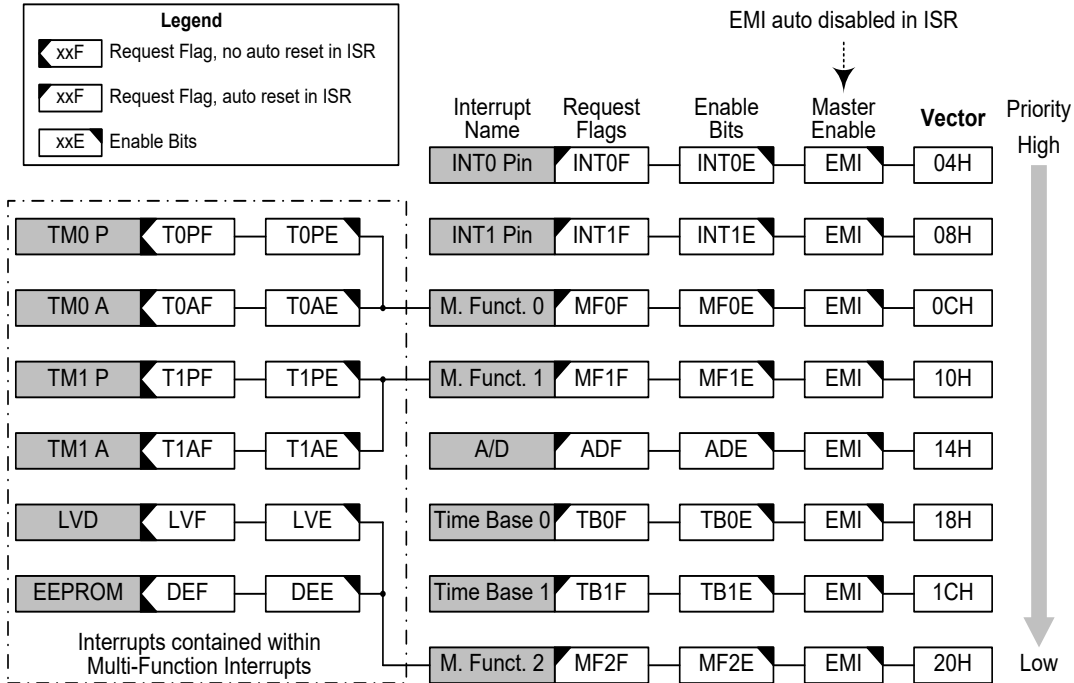 Legend
xxF Request Flag, no auto reset in ISR
xxF Request Flag, auto reset in ISR
xxE Enable Bits
EMI auto disabled in ISR
Interrupt Name Request Flags Enable Bits Master Enable Vector Priority
High
INT0 Pin INT0F INT0E EMI 04H
TM0 P T0PF T0PE INT1 Pin INT1F INT1E EMI 08H
TM0 A T0AF T0AE M. Funct. 0 MF0F MF0E EMI 0CH
TM1 P T1PF T1PE M. Funct. 1 MF1F MF1E EMI 10H
TM1 A T1AF T1AE A/D ADF ADE EMI 14H
LVD LVF LVE Time Base 0 TB0F TB0E EMI 18H
EEPROM DEF DEE Time Base 1 TB1F TB1E EMI 1CH
Interrupts contained within
Multi-Function Interrupts
M. Funct. 2 MF2F MF2E EMI 20H Low